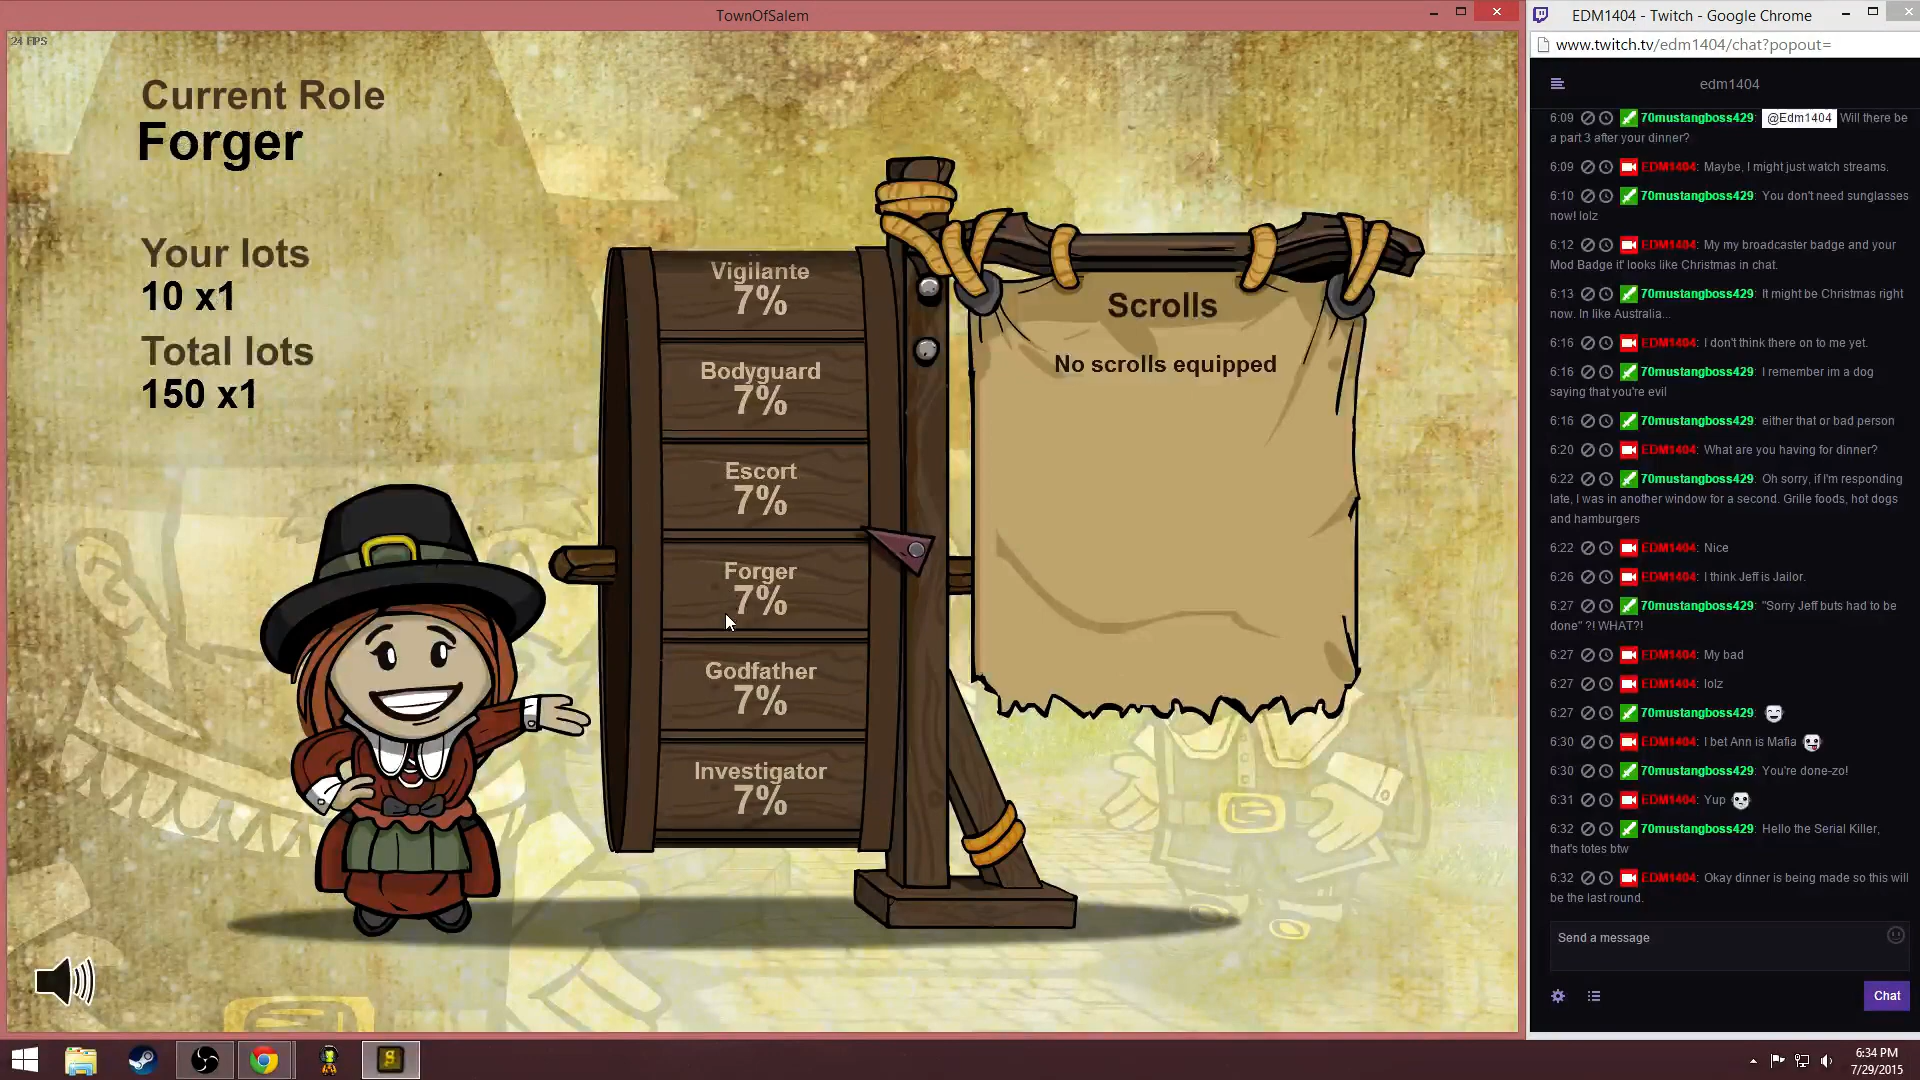 TownOfSalem
24 FPS
Current Role
Forger
Your lots
10 x1
Total lots
150 x1
Vigilante
7%
Bodyguard
7%
Escort
7%
Forger
7%
Godfather
7%
Investigator
7%
Scrolls
No scrolls equipped
EDM1404 - Twitch - Google Chrome
www.twitch.tv/edm1404/chat?popout=
edm1404
6:09 70mustangboss429: @Edm1404 Will there be
a part 3 after your dinner?
6:09 EDM1404: Maybe, I might just watch streams.
6:10 70mustangboss429: You don't need sunglasses
now! lolz
6:12 EDM1404: My my broadcaster badge and your
Mod Badge it' looks like Christmas in chat.
6:13 70mustangboss429: It might be Christmas right
now. In like Australia...
6:16 EDM1404: I don't think there on to me yet.
6:16 70mustangboss429: I remember im a dog
saying that you're evil
6:16 70mustangboss429: either that or bad person
6:20 EDM1404: What are you having for dinner?
6:22 70mustangboss429: Oh sorry, if I'm responding
late, I was in another window for a second. Grille foods, hot dogs
and hamburgers
6:22 EDM1404: Nice
6:26 EDM1404: I think Jeff is Jailor.
6:27 70mustangboss429: "Sorry Jeff buts had to be
done" ?! WHAT?!
6:27 EDM1404: My bad
6:27 EDM1404: lolz
6:27 70mustangboss429:
6:30 EDM1404: I bet Ann is Mafia
6:30 70mustangboss429: You're done-zo!
6:31 EDM1404: Yup
6:32 70mustangboss429: Hello the Serial Killer,
that's totes btw
6:32 EDM1404: Okay dinner is being made so this will
be the last round.
Send a message
Chat
6:34 PM
7/29/2015